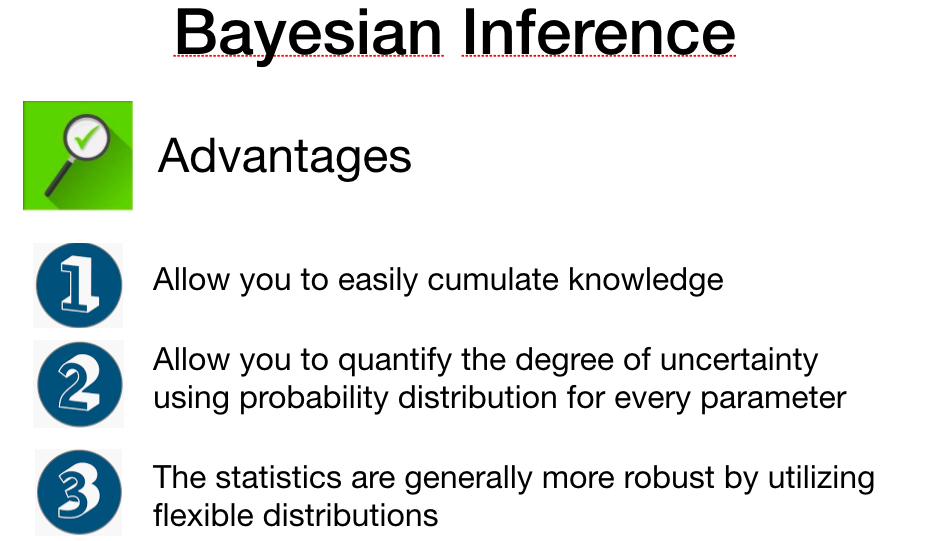 Bayesian Inference
Advantages
1
Allow you to easily cumulate knowledge
2
Allow you to quantify the degree of uncertainty
using probability distribution for every parameter
3
The statistics are generally more robust by utilizing
flexible distributions